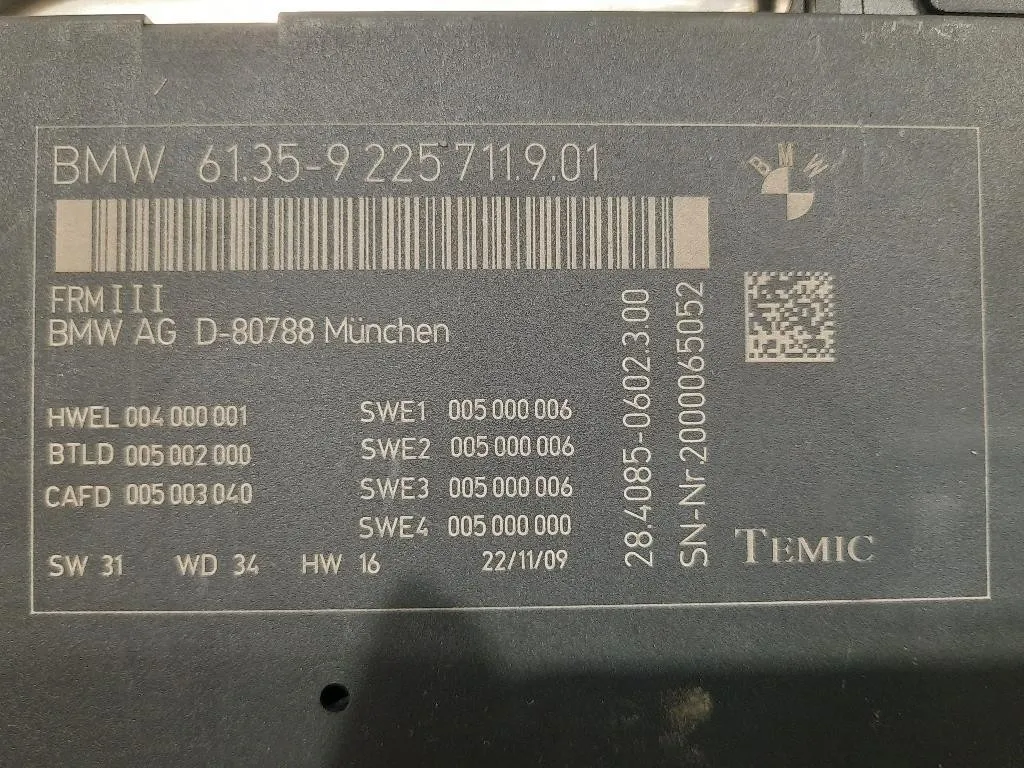 BMW 61.35-9 225 711.9.01
BMW
FRM III
BMW AG D-80788 München
HWEL 004 000 001
BTLD 005 002 000
CAFD 005 003 040
SWE1 005 000 006
SWE2 005 000 006
SWE3 005 000 006
SWE4 005 000 000
SW 31 WD 34 HW 16 22/11/09
28.4085-0602.3.00
SN-Nr.2000065052
TEMIC